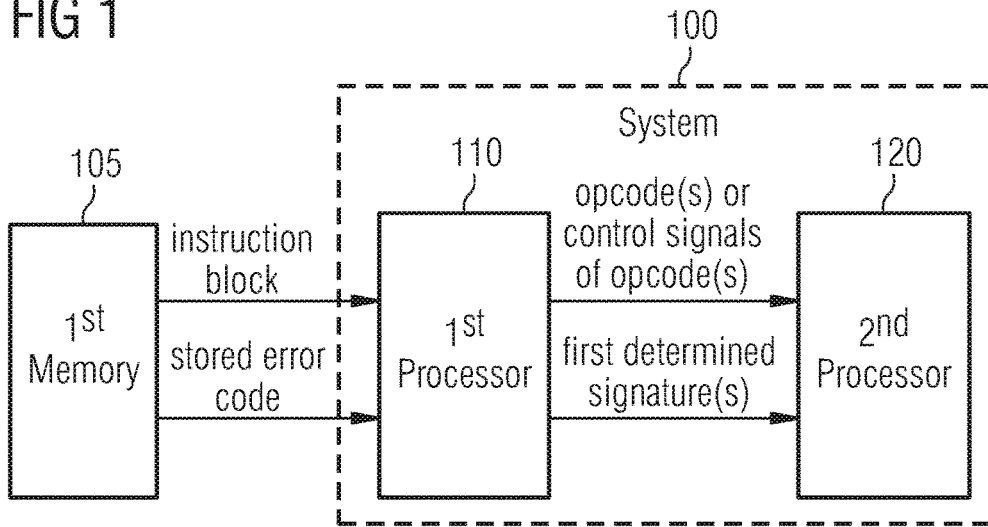 FIG 1
100
System
105
110
120
1st
Memory
instruction
block
stored error
code
1st
Processor
opcode(s) or
control signals
of opcode(s)
first determined
signature(s)
2nd
Processor